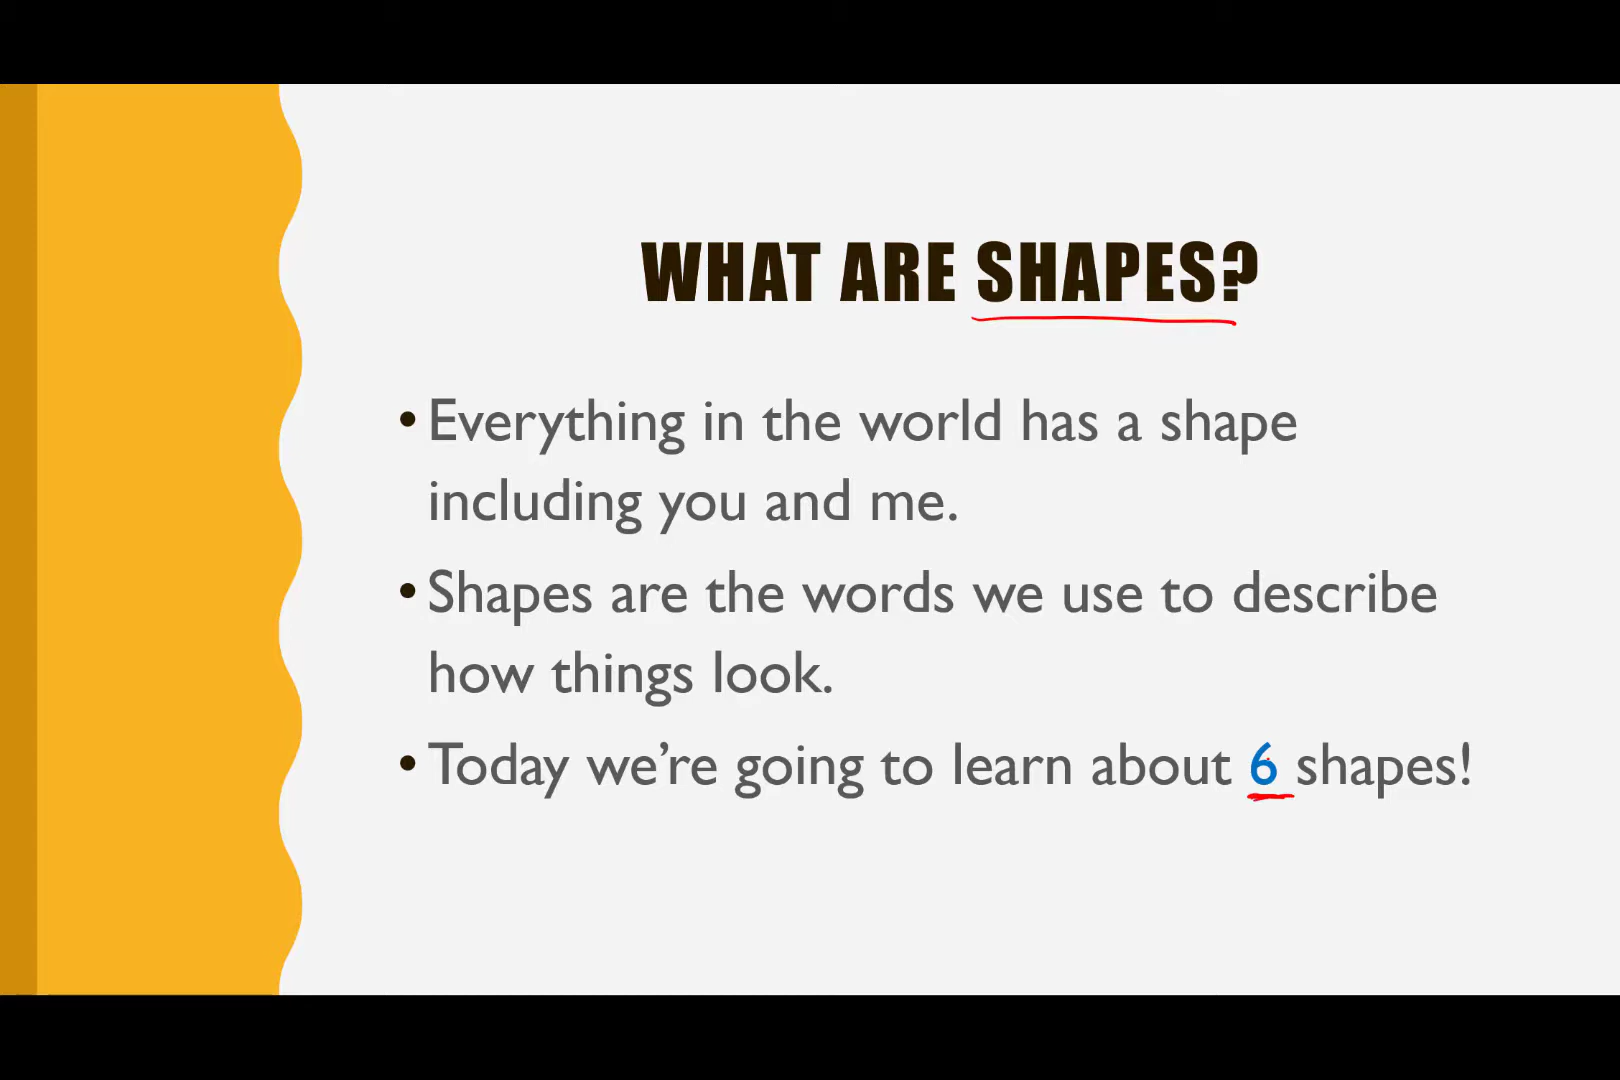 WHAT ARE SHAPES?
• Everything in the world has a shape
including you and me.
• Shapes are the words we use to describe
how things look.
• Today we’re going to learn about 6 shapes!